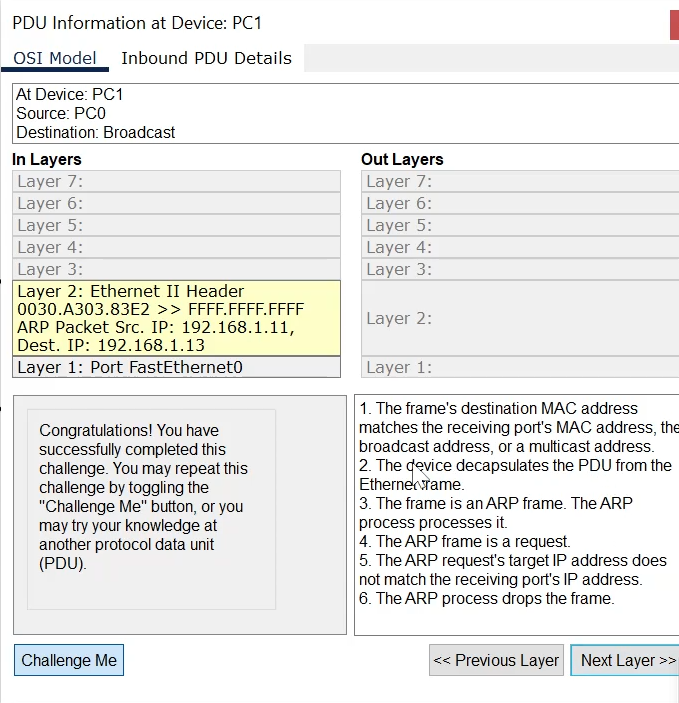 PDU Information at Device: PC1
OSI Model Inbound PDU Details
At Device: PC1
Source: PC0
Destination: Broadcast
In Layers
Layer 7:
Layer 6:
Layer 5:
Layer 4:
Layer 3:
Layer 2: Ethernet II Header
0030.A303.83E2 >> FFFF.FFFF.FFFF
ARP Packet Src. IP: 192.168.1.11,
Dest. IP: 192.168.1.13
Layer 1: Port FastEthernet0
Out Layers
Layer 7:
Layer 6:
Layer 5:
Layer 4:
Layer 3:
Layer 2:
Layer 1:
Congratulations! You have
successfully completed this
challenge. You may repeat this
challenge by toggling the
"Challenge Me" button, or you
may try your knowledge at
another protocol data unit
(PDU).
1. The frame's destination MAC address
matches the receiving port's MAC address, the
broadcast address, or a multicast address.
2. The device decapsulates the PDU from the
Ethernet frame.
3. The frame is an ARP frame. The ARP
process processes it.
4. The ARP frame is a request.
5. The ARP request's target IP address does
not match the receiving port's IP address.
6. The ARP process drops the frame.
Challenge Me
<< Previous Layer
Next Layer >>